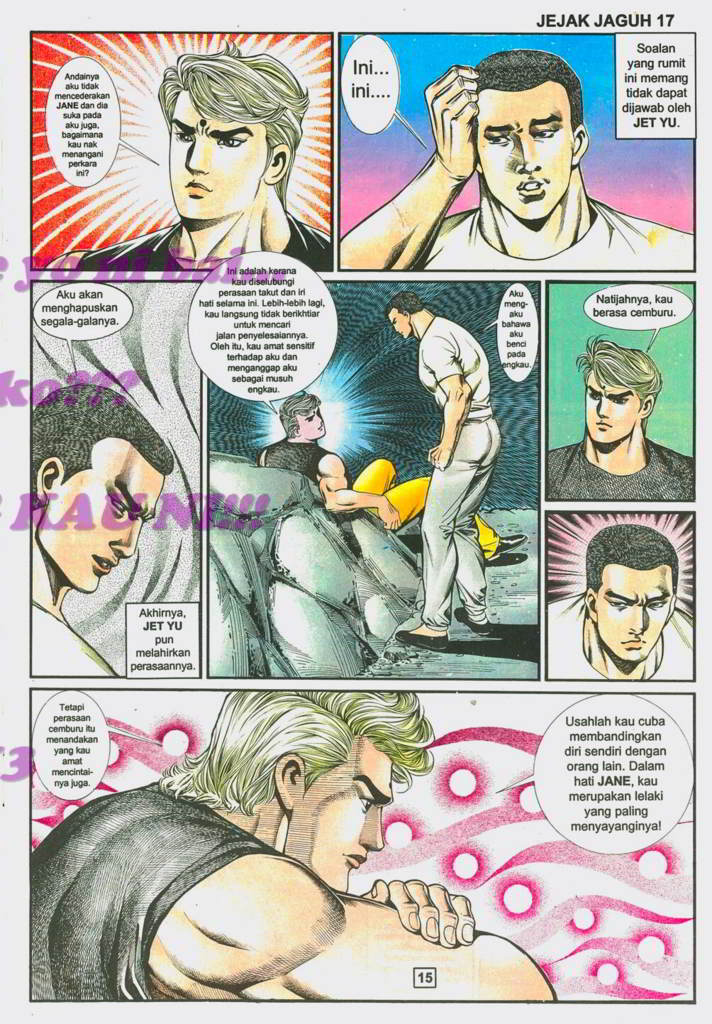 JEJAK JAGUH 17
Andainya
aku tidak
mencederakan
JANE dan dia
suka pada
aku juga,
bagaimana
kau nak
menangani
perkara
ini?
Ini...
ini....
Soalan
yang rumit
ini memang
tidak dapat
dijawab oleh
JET YU.
Aku akan
menghapuskan
segala-galanya.
Akhirnya,
JET YU
pun
melahirkan
perasaannya.
Ini adalah kerana
kau diselubungi
perasaan takut dan iri
hati selama ini. Lebih-lebih lagi,
kau langsung tidak berikhtiar
untuk mencari
jalan penyelesaiannya.
Oleh itu, kau amat sensitif
terhadap aku dan
menganggap aku
sebagai musuh
engkau.
Aku
meng-
aku
bahawa
aku
benci
pada
engkau.
Natijahnya, kau
berasa cemburu.
Tetapi
perasaan
cemburu itu
menandakan
yang kau
amat
mencintai-
nya juga.
Usahlah kau cuba
membandingkan
diri sendiri dengan
orang lain. Dalam
hati JANE, kau
merupakan lelaki
yang paling
menyayanginya!
15
ko???
KAU NI!!!
3